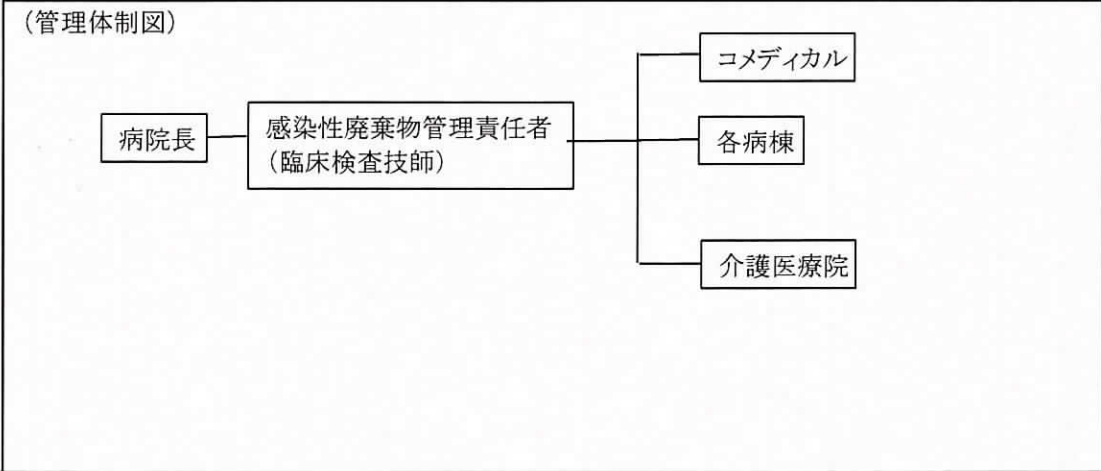 （管理体制図）
コメディカル
病院長
感染性廃棄物管理責任者
（臨床検査技師）
各病棟
介護医療院